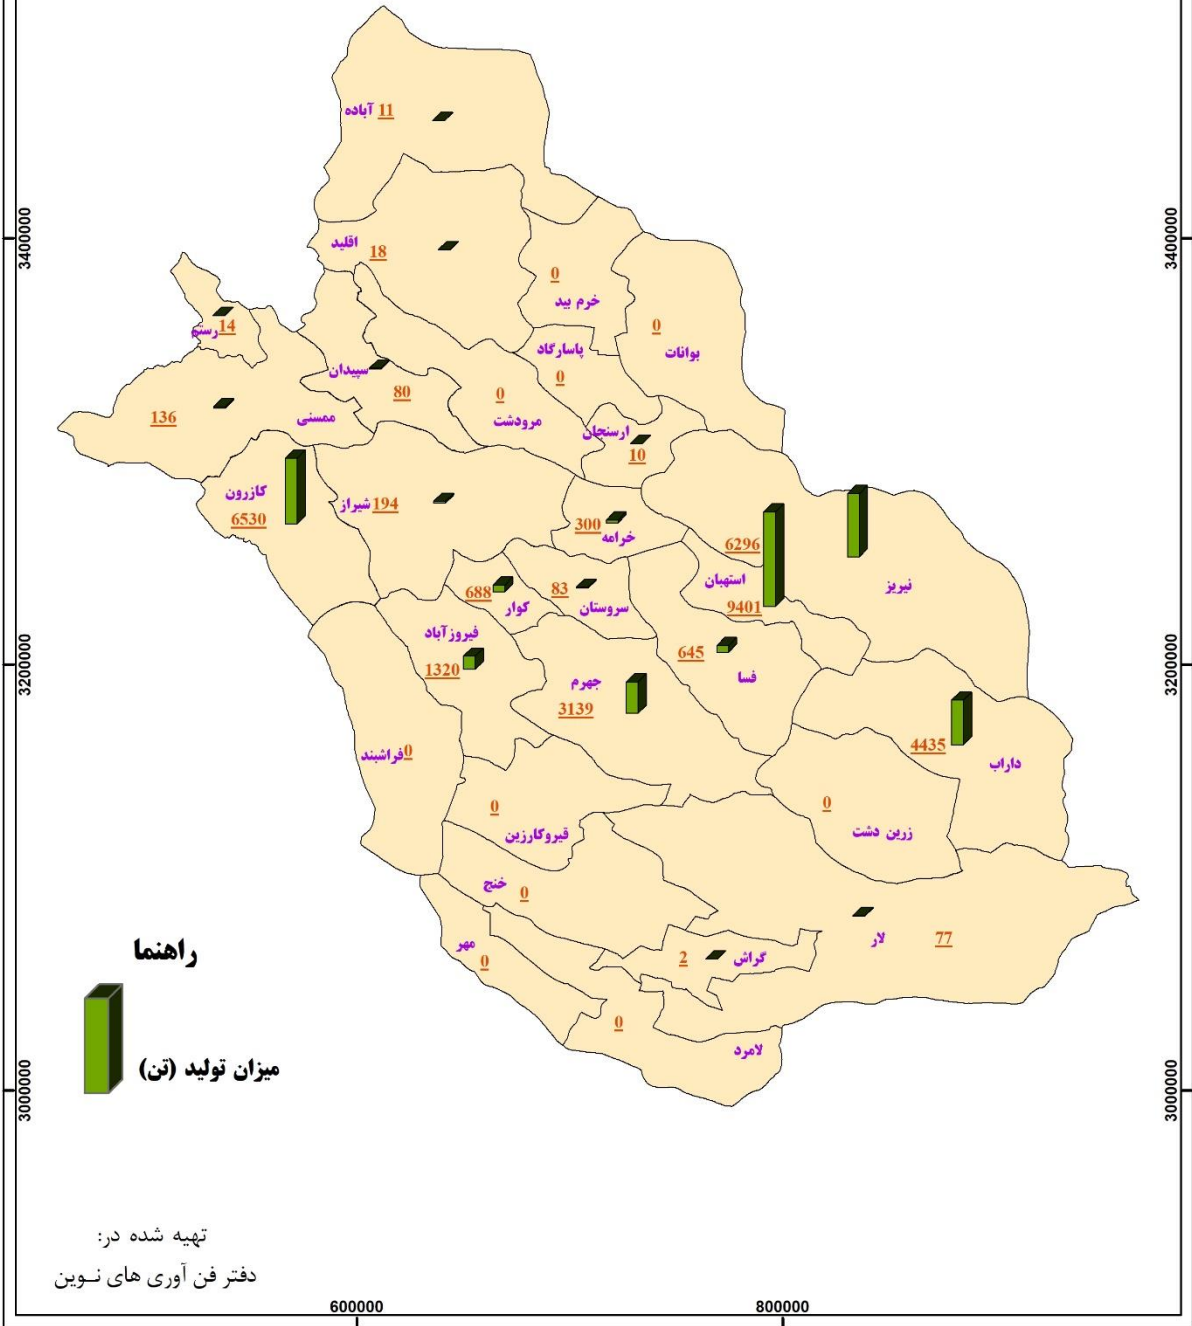 آباده 11
3400000
3400000
اقلید
18
0
خرم بید
0
بوانات
رستم 14
پاسارگاد
0
سپیدان
80
0
مرودشت
136
ممسنی
ارسنجان
10
کازرون
6530
شیراز 194
300
خرامه
6296
استهبان
9401
نیریز
688
کوار
83
سروستان
فیروزآباد
1320
645
فسا
جهرم
3139
3200000
3200000
4435
داراب
فراشبند 0
0
قیروکارزین
0
زرین دشت
خنج
0
مهر
0
2
گراش
لار
77
0
لامرد
راهنما
میزان تولید (تن)
3000000
3000000
تهیه شده در:
دفتر فن آوری های نـوین
600000
800000